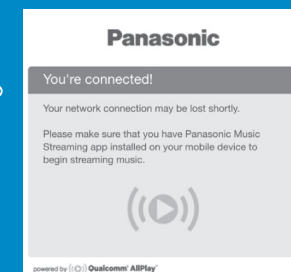 Panasonic
You're connected!
Your network connection may be lost shortly.
Please make sure that you have Panasonic Music
Streaming app installed on your mobile device to
begin streaming music.
powered by Qualcomm® AllPlay™